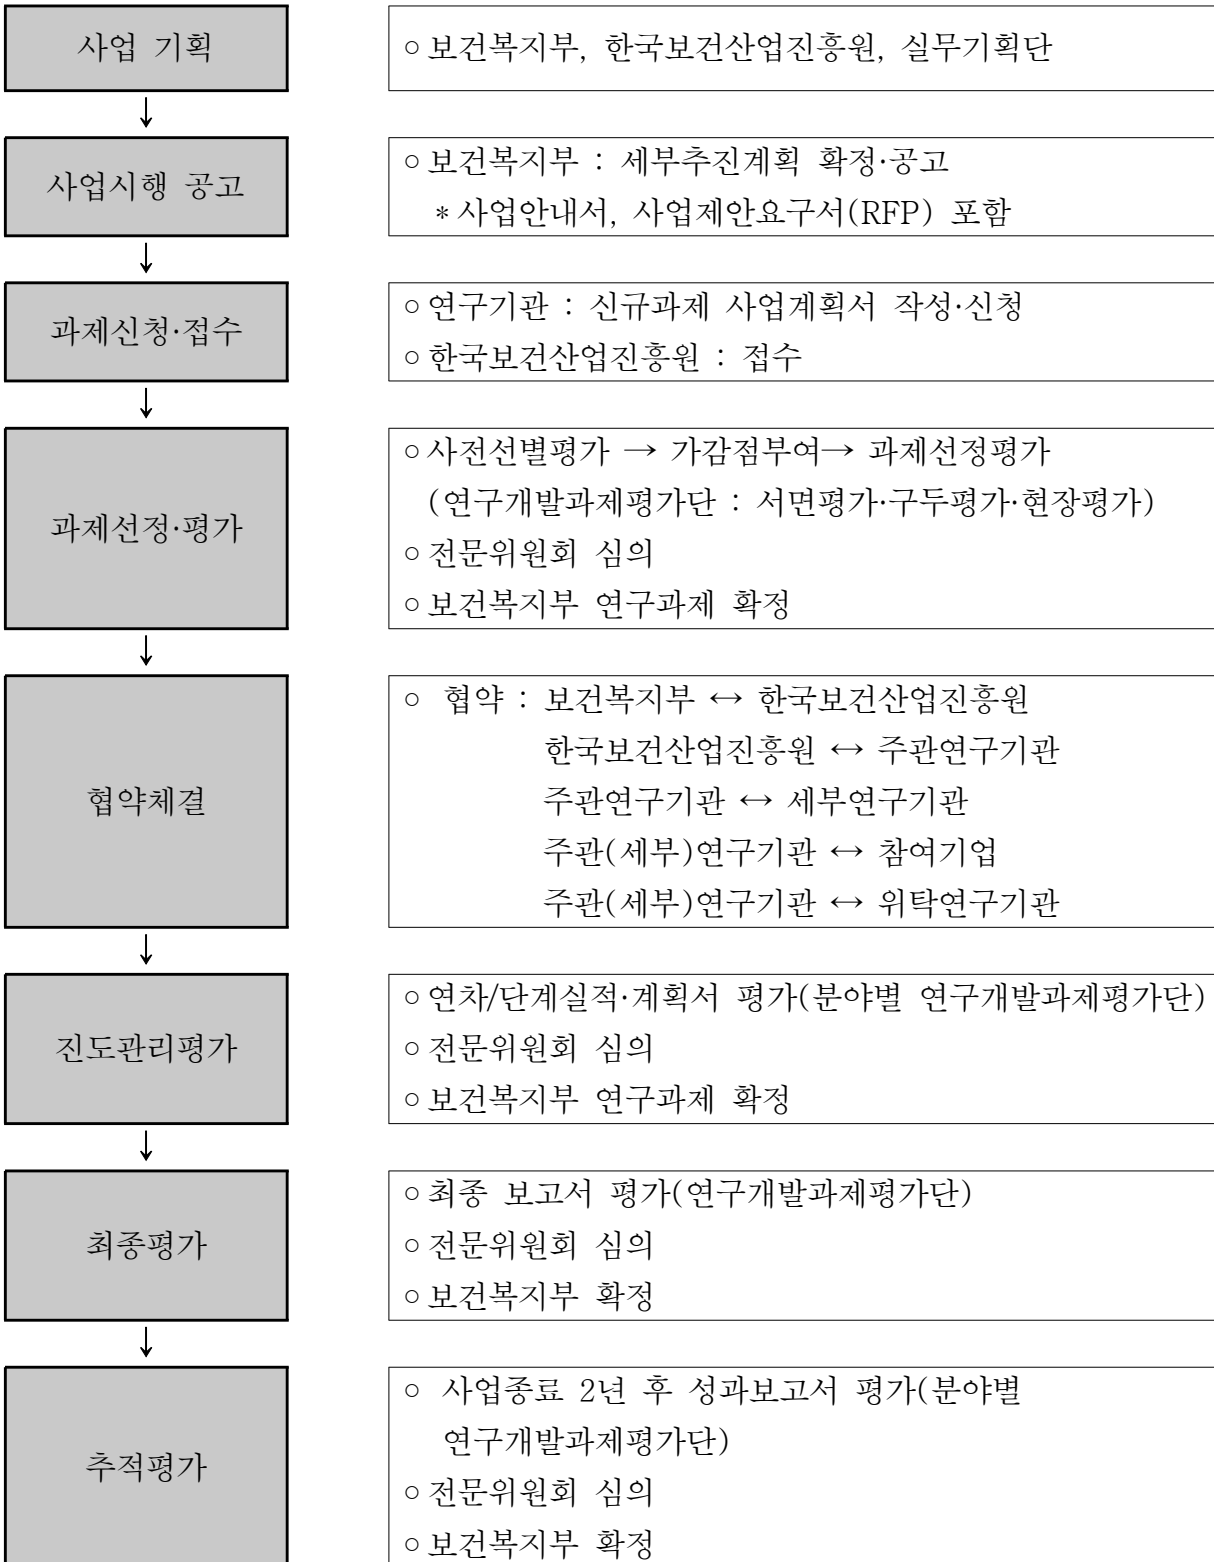 사업 기획
○ 보건복지부, 한국보건산업진흥원, 실무기획단
↓
사업시행 공고
○ 보건복지부 : 세부추진계획 확정·공고
* 사업안내서, 사업제안요구서(RFP) 포함
↓
과제신청·접수
○ 연구기관 : 신규과제 사업계획서 작성·신청
○ 한국보건산업진흥원 : 접수
↓
과제선정·평가
○ 사전선별평가 → 가감점부여→ 과제선정평가
(연구개발과제평가단 : 서면평가·구두평가·현장평가)
○ 전문위원회 심의
○ 보건복지부 연구과제 확정
↓
협약체결
○ 협약 : 보건복지부 ↔ 한국보건산업진흥원
한국보건산업진흥원 ↔ 주관연구기관
주관연구기관 ↔ 세부연구기관
주관(세부)연구기관 ↔ 참여기업
주관(세부)연구기관 ↔ 위탁연구기관
↓
진도관리평가
○ 연차/단계실적·계획서 평가(분야별 연구개발과제평가단)
○ 전문위원회 심의
○ 보건복지부 연구과제 확정
↓
최종평가
○ 최종 보고서 평가(연구개발과제평가단)
○ 전문위원회 심의
○ 보건복지부 확정
↓
추적평가
○ 사업종료 2년 후 성과보고서 평가(분야별
연구개발과제평가단)
○ 전문위원회 심의
○ 보건복지부 확정